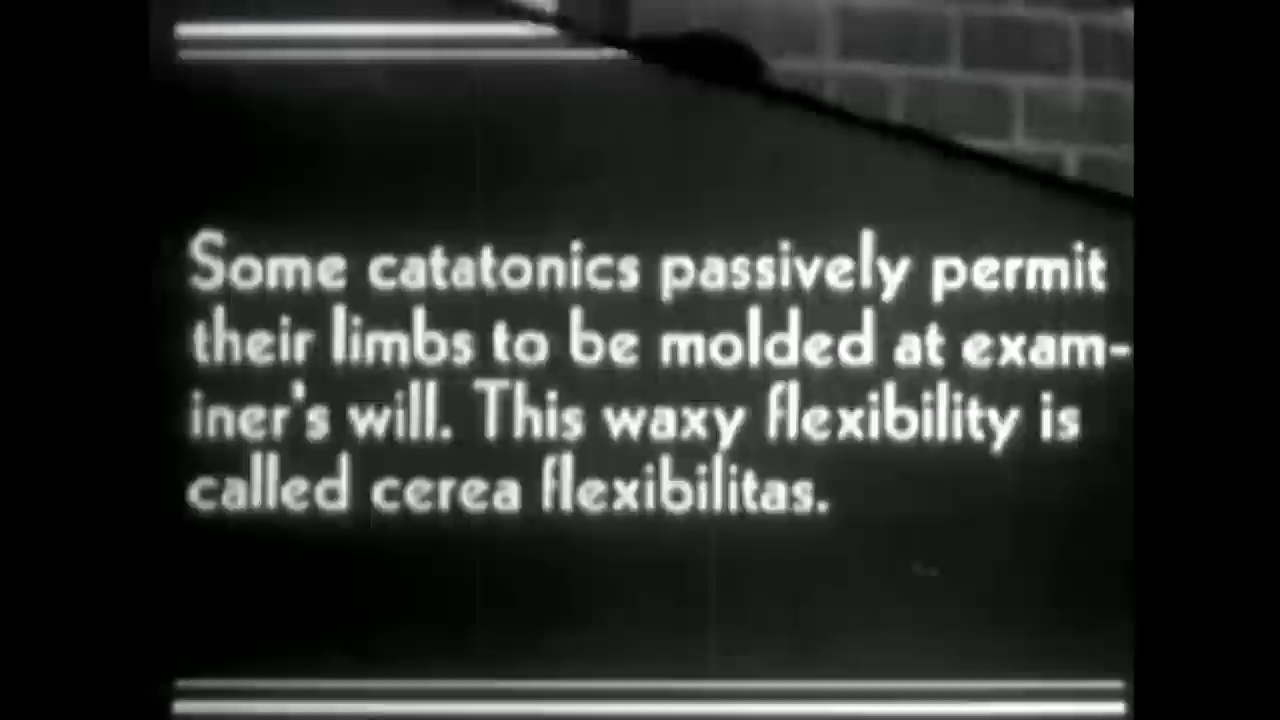 Some catatonics passively permit
their limbs to be molded at exam-
iner's will. This waxy flexibility is
called cerea flexibilitas.